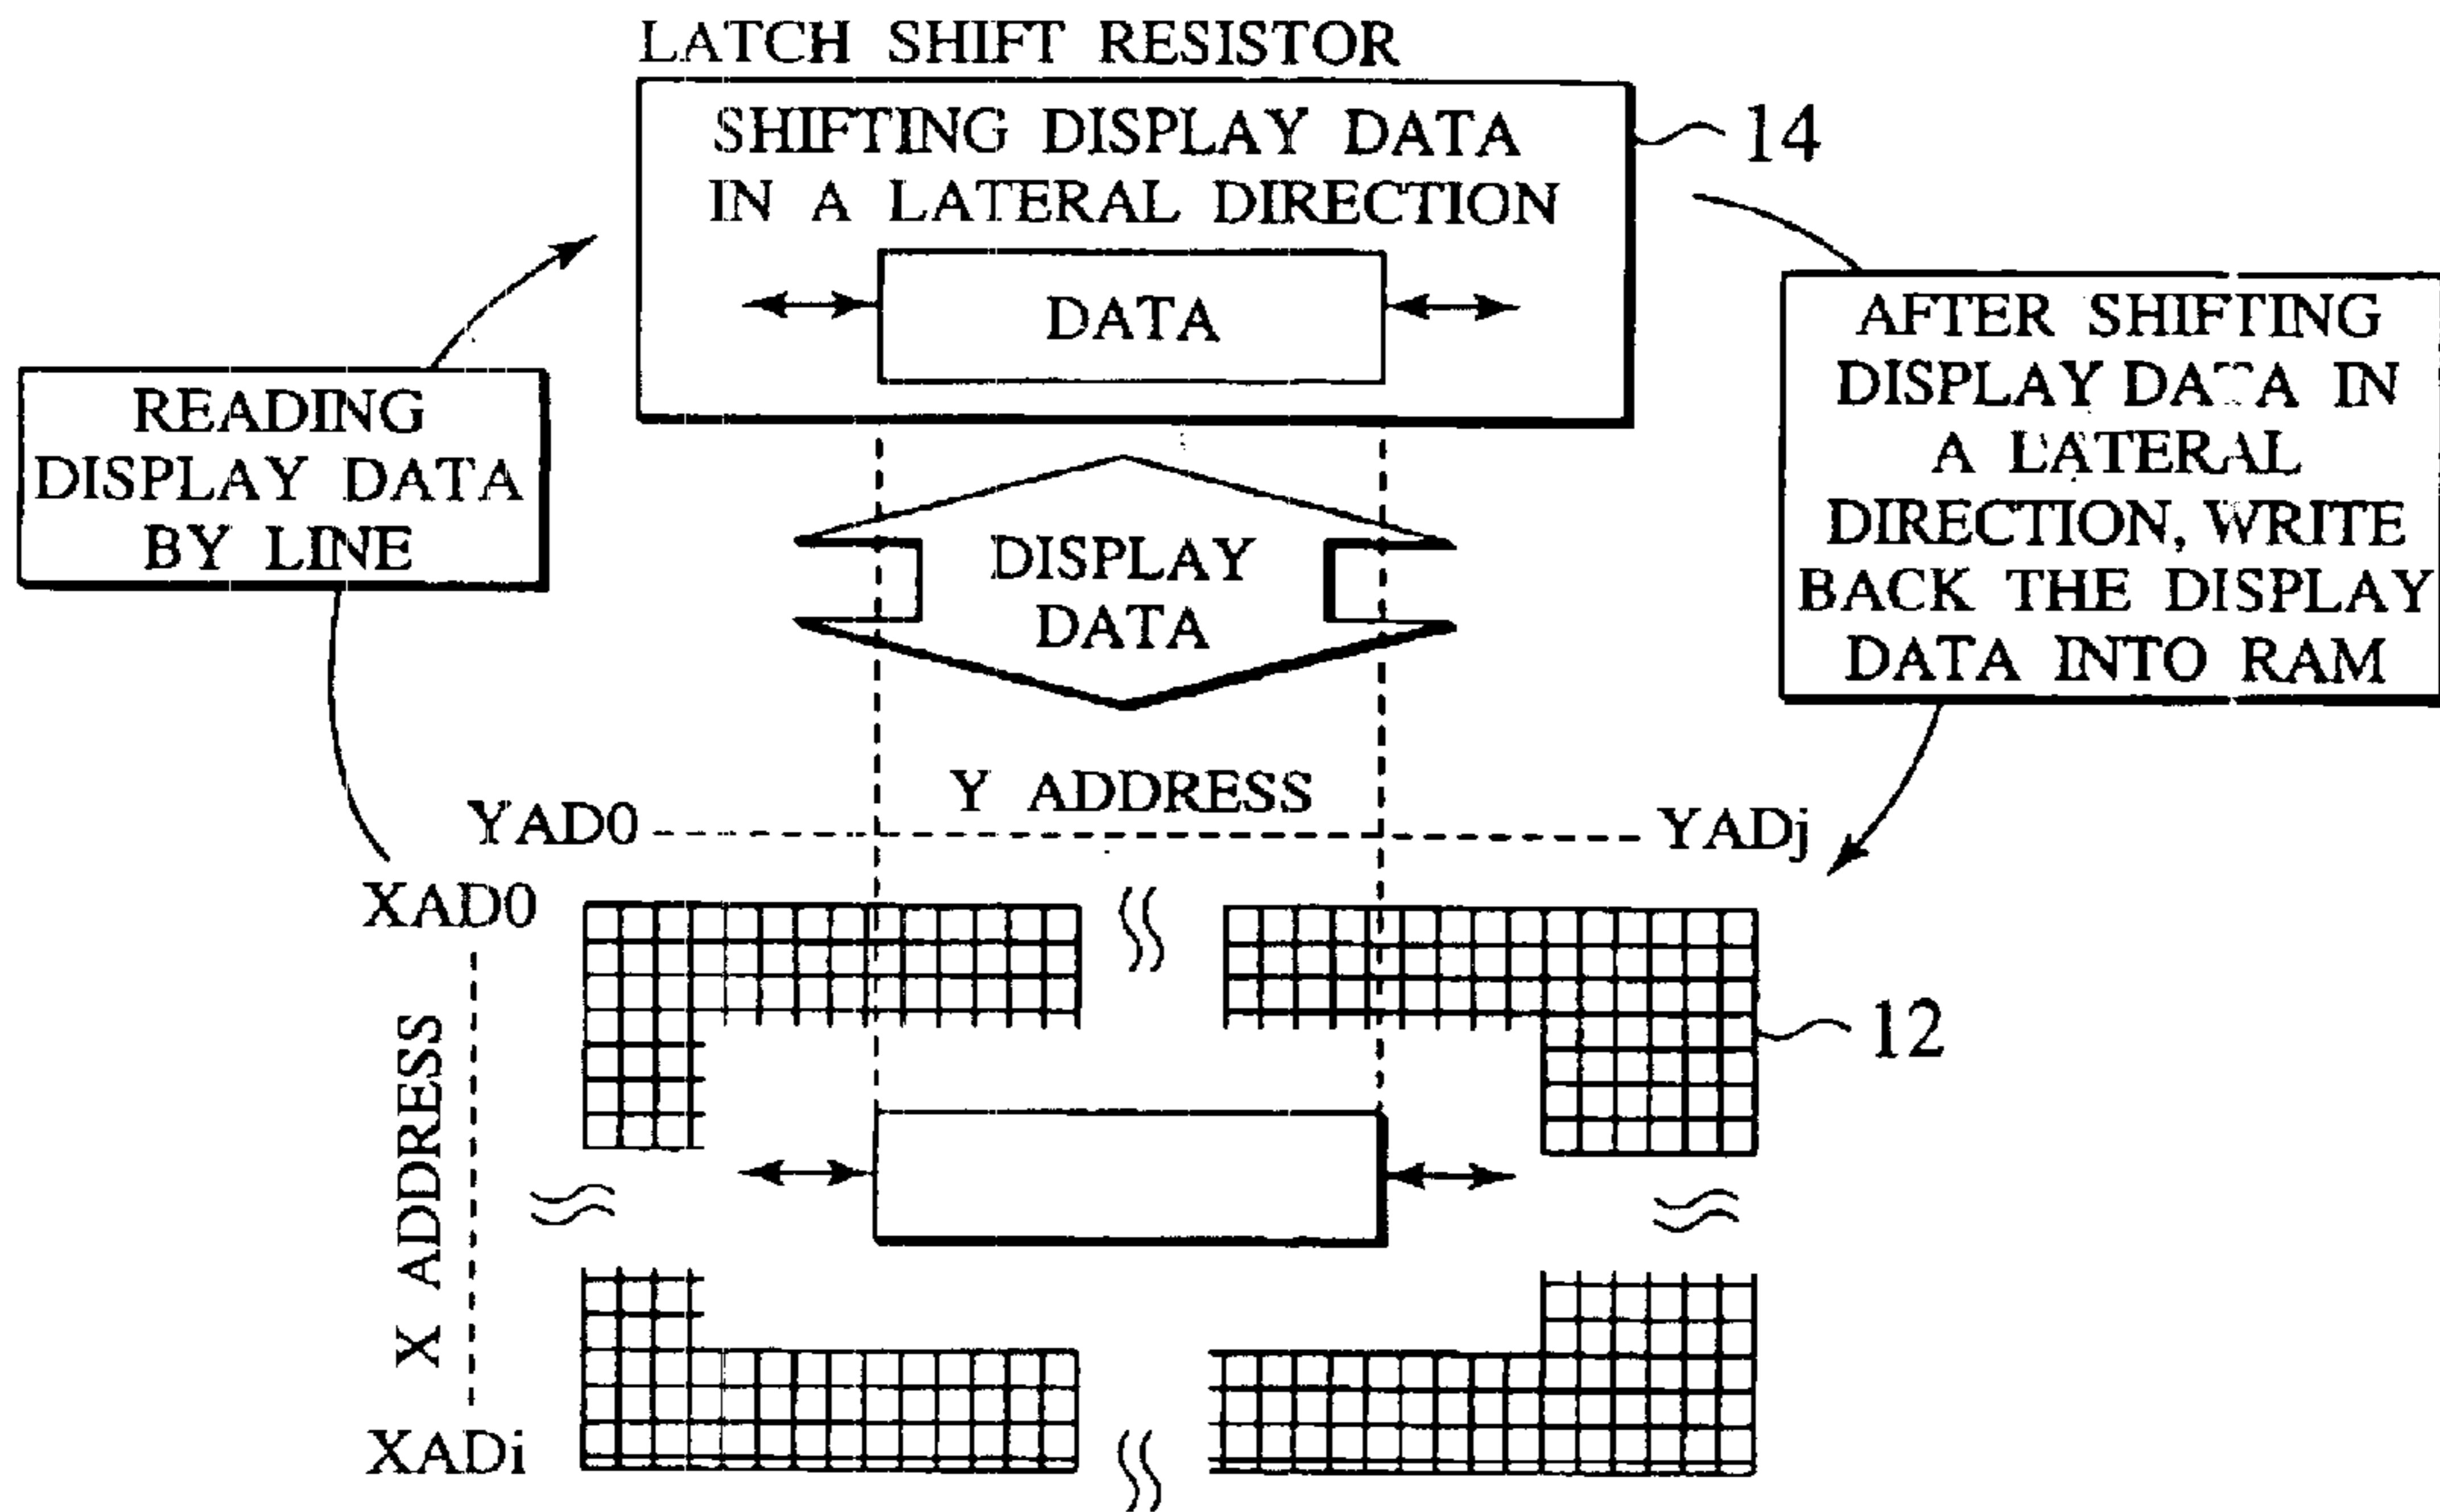 LATCH SHIFT RESISTOR
SHIFTING DISPLAY DATA
IN A LATERAL DIRECTION
14
DATA
READING
DISPLAY DATA
BY LINE
AFTER SHIFTING
DISPLAY DATA IN
A LATERAL
DIRECTION, WRITE
BACK THE DISPLAY
DATA INTO RAM
DISPLAY
DATA
Y ADDRESS
YAD0
YADj
XAD0
12
X ADDRESS
XADi